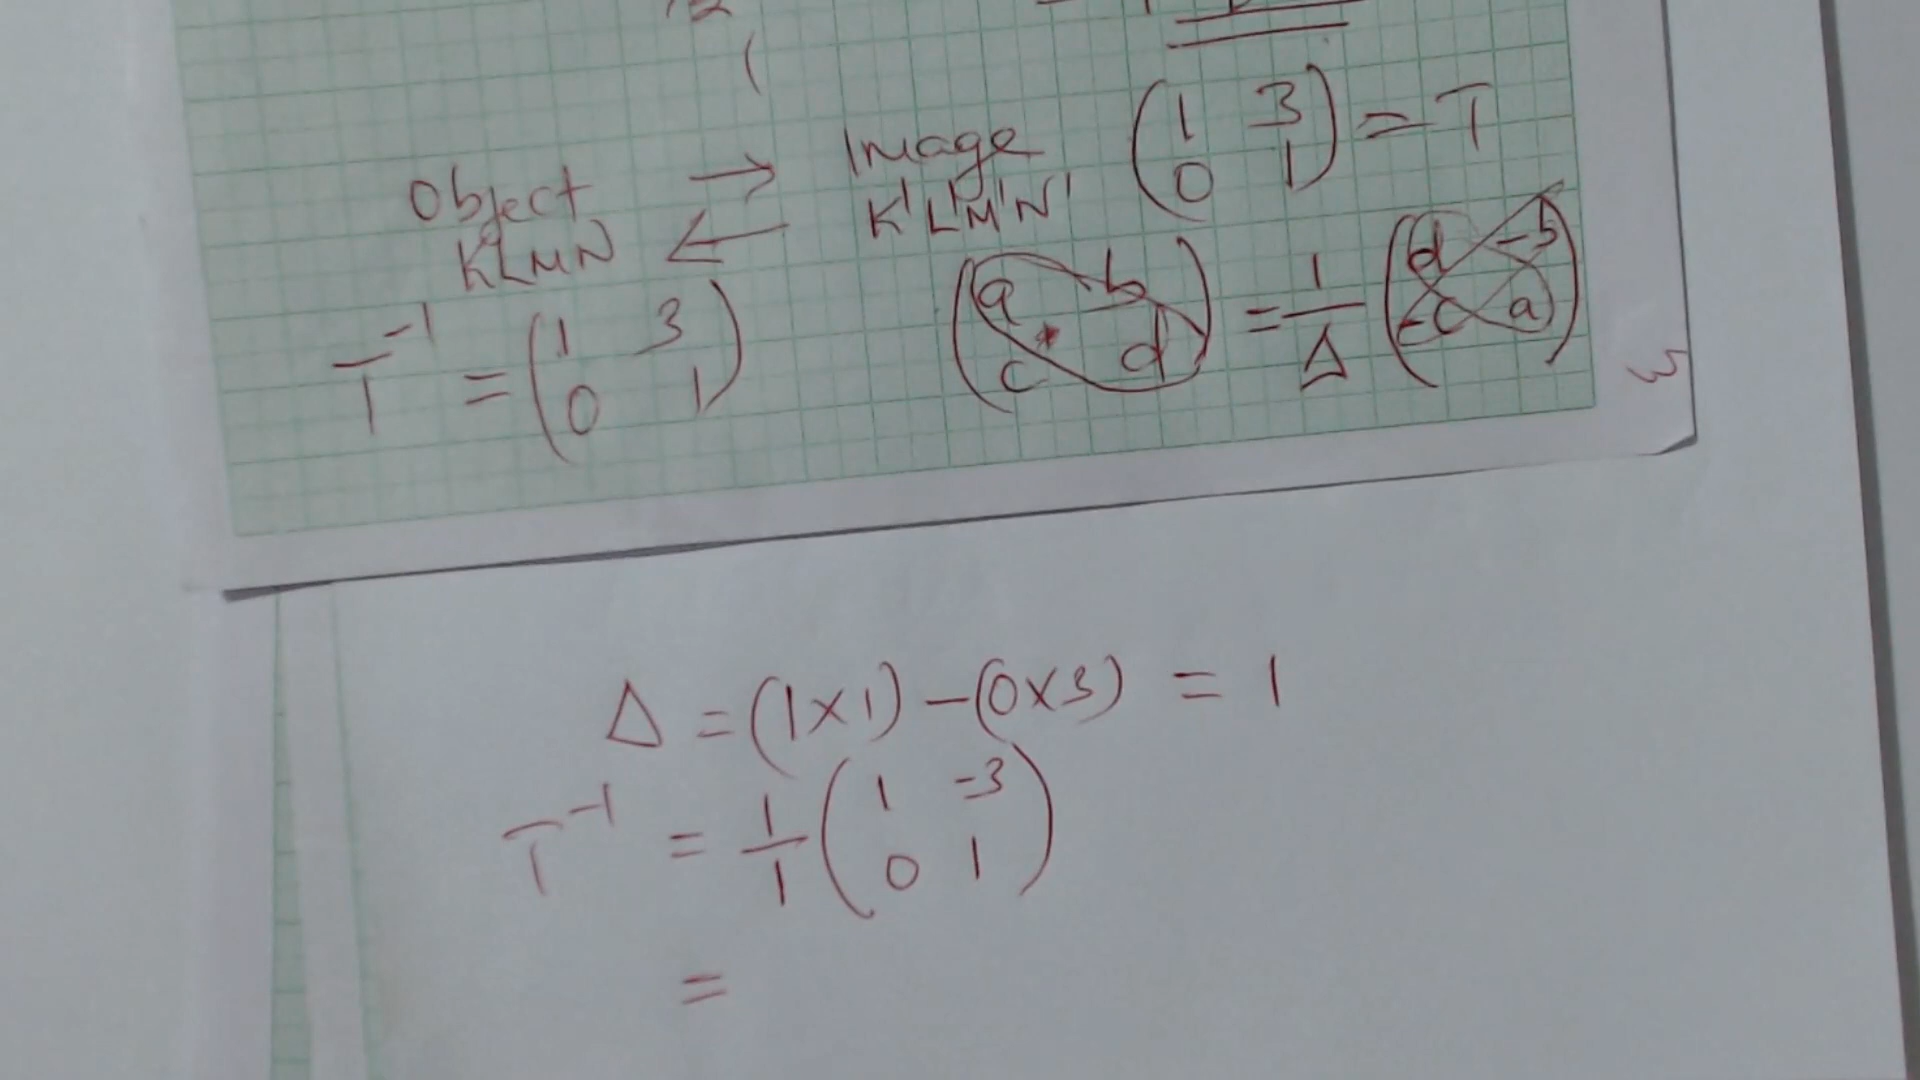 Object → Image (1 3
0 1) = T
KLMN ← K'L'M'N'
T⁻¹ = (1 3
0 1)
(a b
c d) = 1/Δ (d -b
-c a)
3
Δ = (1×1) - (0×3) = 1
T⁻¹ = 1/1 (1 -3
0 1)
=